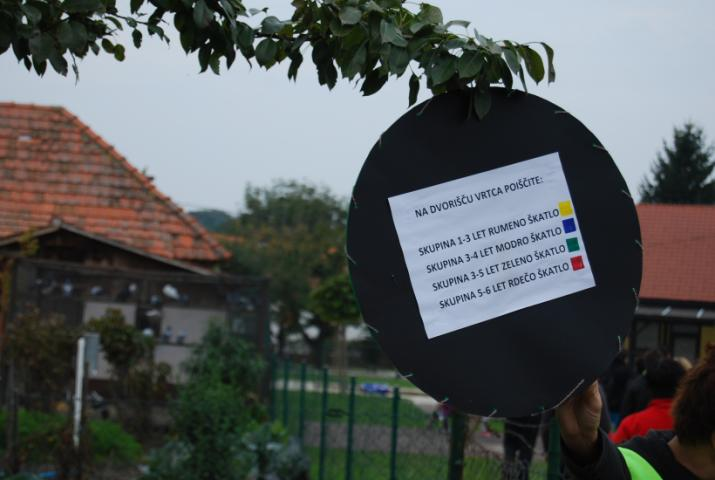 NA DVORIŠČU VRTCA POIŠČITE:
SKUPINA 1-3 LET RUMENO ŠKATLO
SKUPINA 3-4 LET MODRO ŠKATLO
SKUPINA 3-5 LET ZELENO ŠKATLO
SKUPINA 5-6 LET RDEČO ŠKATLO